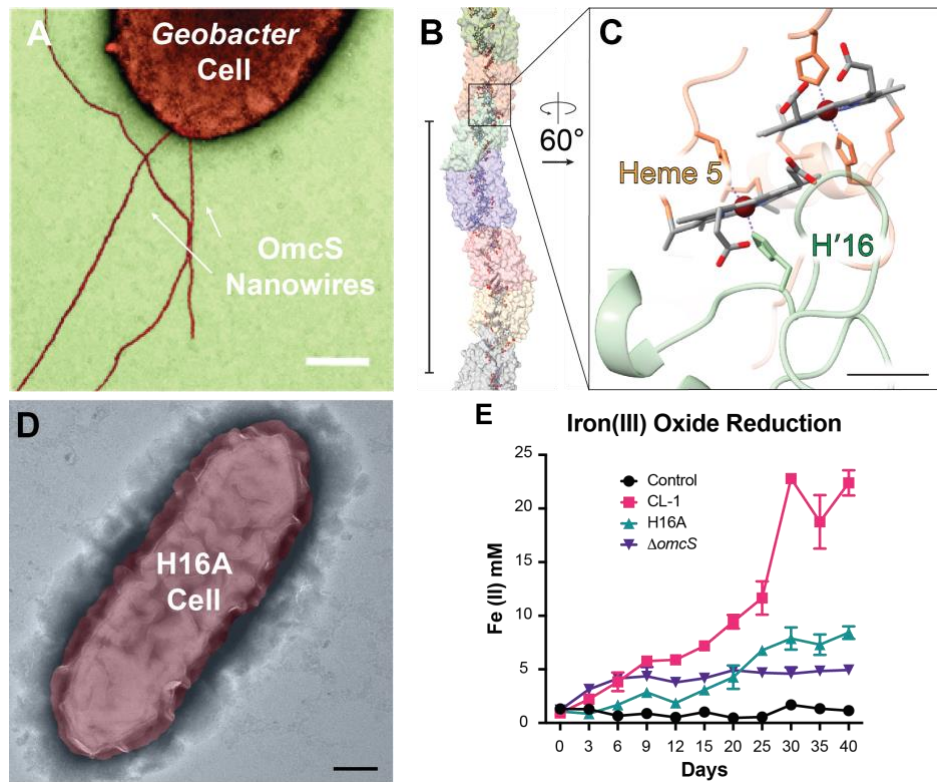 A
Geobacter
Cell
OmcS
Nanowires
B
60°
C
Heme 5
H′16
D
H16A
Cell
E
Iron(III) Oxide Reduction
Control
CL-1
H16A
ΔomcS
Fe (II) mM
25
20
15
10
5
0
0 3 6 9 12 15 20 25 30 35 40
Days